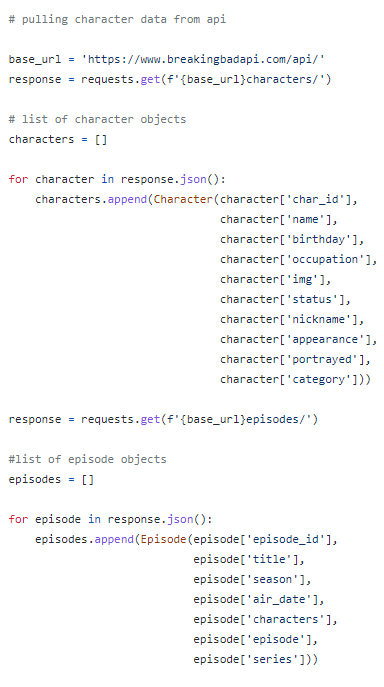 # pulling character data from api

base_url = 'https://www.breakingbadapi.com/api/'
response = requests.get(f'{base_url}characters/')

# list of character objects
characters = []

for character in response.json():
    characters.append(Character(character['char_id'],
                                character['name'],
                                character['birthday'],
                                character['occupation'],
                                character['img'],
                                character['status'],
                                character['nickname'],
                                character['appearance'],
                                character['portrayed'],
                                character['category']))

response = requests.get(f'{base_url}episodes/')

#list of episode objects
episodes = []

for episode in response.json():
    episodes.append(Episode(episode['episode_id'],
                            episode['title'],
                            episode['season'],
                            episode['air_date'],
                            episode['characters'],
                            episode['episode'],
                            episode['series']))